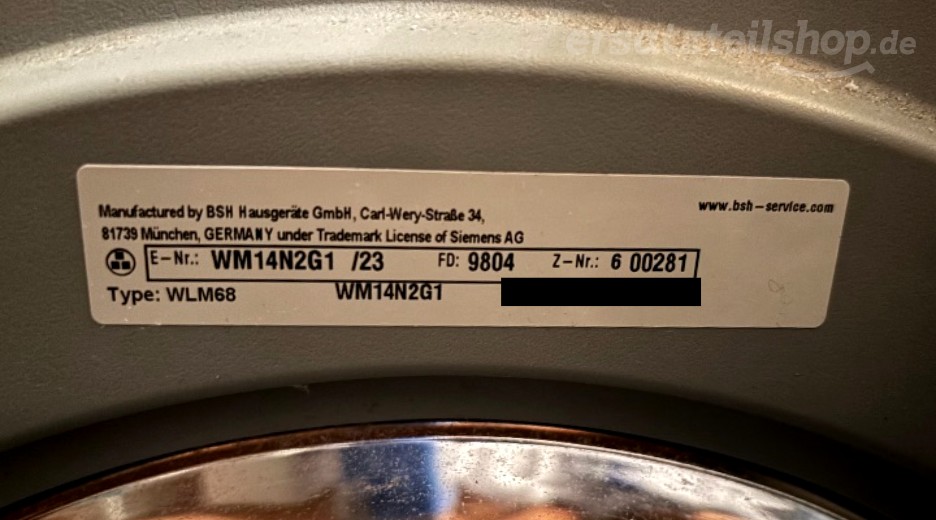 ersatzteilshop.de
www.bsh-service.com
Manufactured by BSH Hausgeräte GmbH, Carl-Wery-Straße 34,
81739 München, GERMANY under Trademark License of Siemens AG
E-Nr.: WM14N2G1 /23 FD: 9804 Z-Nr.: 6 00281
Type: WLM68 WM14N2G1